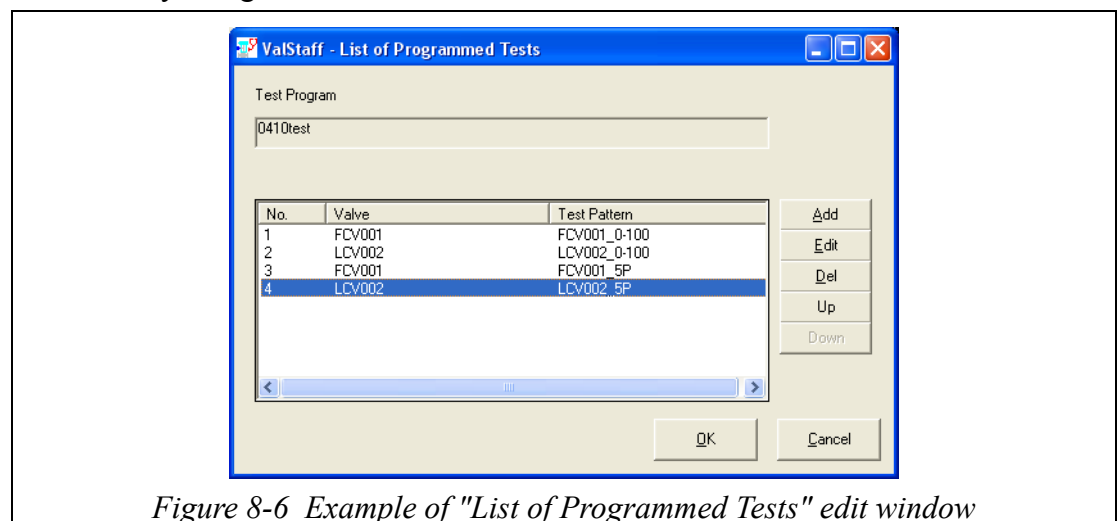 ValStaff - List of Programmed Tests
Test Program
0410test
No. Valve Test Pattern
1 FCV001 FCV001_0-100
2 LCV002 LCV002_0-100
3 FCV001 FCV001_5P
4 LCV002 LCV002_5P
Add
Edit
Del
Up
Down
OK Cancel
Figure 8-6 Example of "List of Programmed Tests" edit window